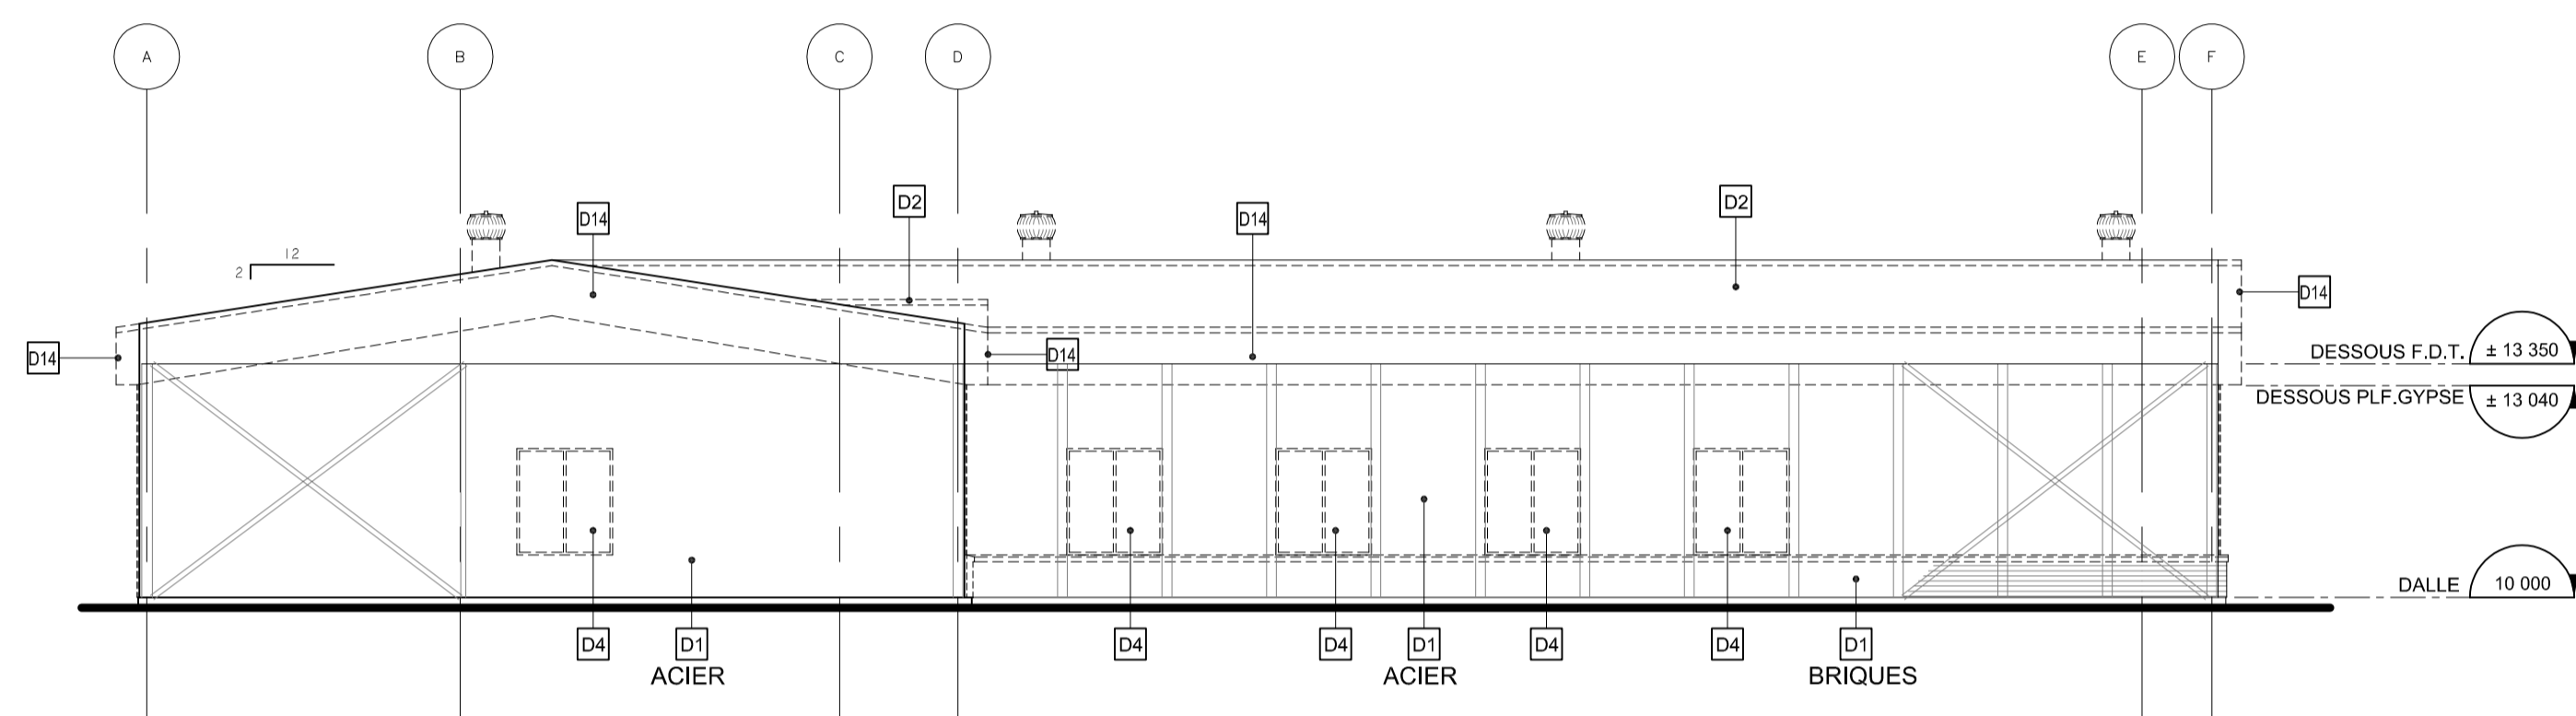 A B C D E F
D2 D2
D14 D14
12
2
D14
D14
D14
DESSOUS F.D.T. ± 13 350
DESSOUS PLF.GYPSE ± 13 040
DALLE 10 000
D4 D1 D4 D4 D1 D4 D4 D1
ACIER ACIER BRIQUES